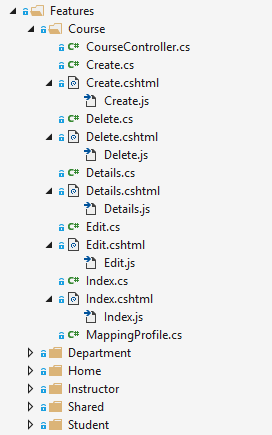 Features
Course
C# CourseController.cs
C# Create.cs
Create.cshtml
Create.js
C# Delete.cs
Delete.cshtml
Delete.js
C# Details.cs
Details.cshtml
Details.js
C# Edit.cs
Edit.cshtml
Edit.js
C# Index.cs
Index.cshtml
Index.js
C# MappingProfile.cs
Department
Home
Instructor
Shared
Student